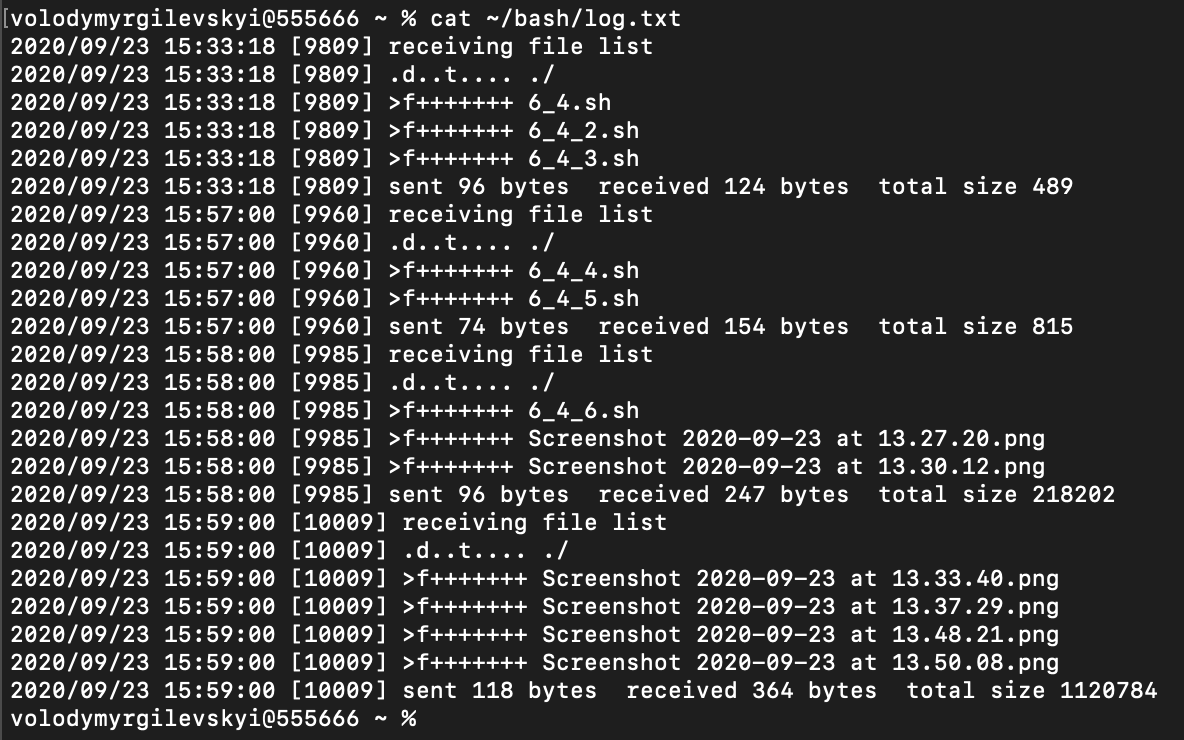 [volodymyrgilevskyi@555666 ~ % cat ~/bash/log.txt
2020/09/23 15:33:18 [9809] receiving file list
2020/09/23 15:33:18 [9809] .d..t.... ./
2020/09/23 15:33:18 [9809] >f+++++++ 6_4.sh
2020/09/23 15:33:18 [9809] >f+++++++ 6_4_2.sh
2020/09/23 15:33:18 [9809] >f+++++++ 6_4_3.sh
2020/09/23 15:33:18 [9809] sent 96 bytes  received 124 bytes  total size 489
2020/09/23 15:57:00 [9960] receiving file list
2020/09/23 15:57:00 [9960] .d..t.... ./
2020/09/23 15:57:00 [9960] >f+++++++ 6_4_4.sh
2020/09/23 15:57:00 [9960] >f+++++++ 6_4_5.sh
2020/09/23 15:57:00 [9960] sent 74 bytes  received 154 bytes  total size 815
2020/09/23 15:58:00 [9985] receiving file list
2020/09/23 15:58:00 [9985] .d..t.... ./
2020/09/23 15:58:00 [9985] >f+++++++ 6_4_6.sh
2020/09/23 15:58:00 [9985] >f+++++++ Screenshot 2020-09-23 at 13.27.20.png
2020/09/23 15:58:00 [9985] >f+++++++ Screenshot 2020-09-23 at 13.30.12.png
2020/09/23 15:58:00 [9985] sent 96 bytes  received 247 bytes  total size 218202
2020/09/23 15:59:00 [10009] receiving file list
2020/09/23 15:59:00 [10009] .d..t.... ./
2020/09/23 15:59:00 [10009] >f+++++++ Screenshot 2020-09-23 at 13.33.40.png
2020/09/23 15:59:00 [10009] >f+++++++ Screenshot 2020-09-23 at 13.37.29.png
2020/09/23 15:59:00 [10009] >f+++++++ Screenshot 2020-09-23 at 13.48.21.png
2020/09/23 15:59:00 [10009] >f+++++++ Screenshot 2020-09-23 at 13.50.08.png
2020/09/23 15:59:00 [10009] sent 118 bytes  received 364 bytes  total size 1120784
volodymyrgilevskyi@555666 ~ %